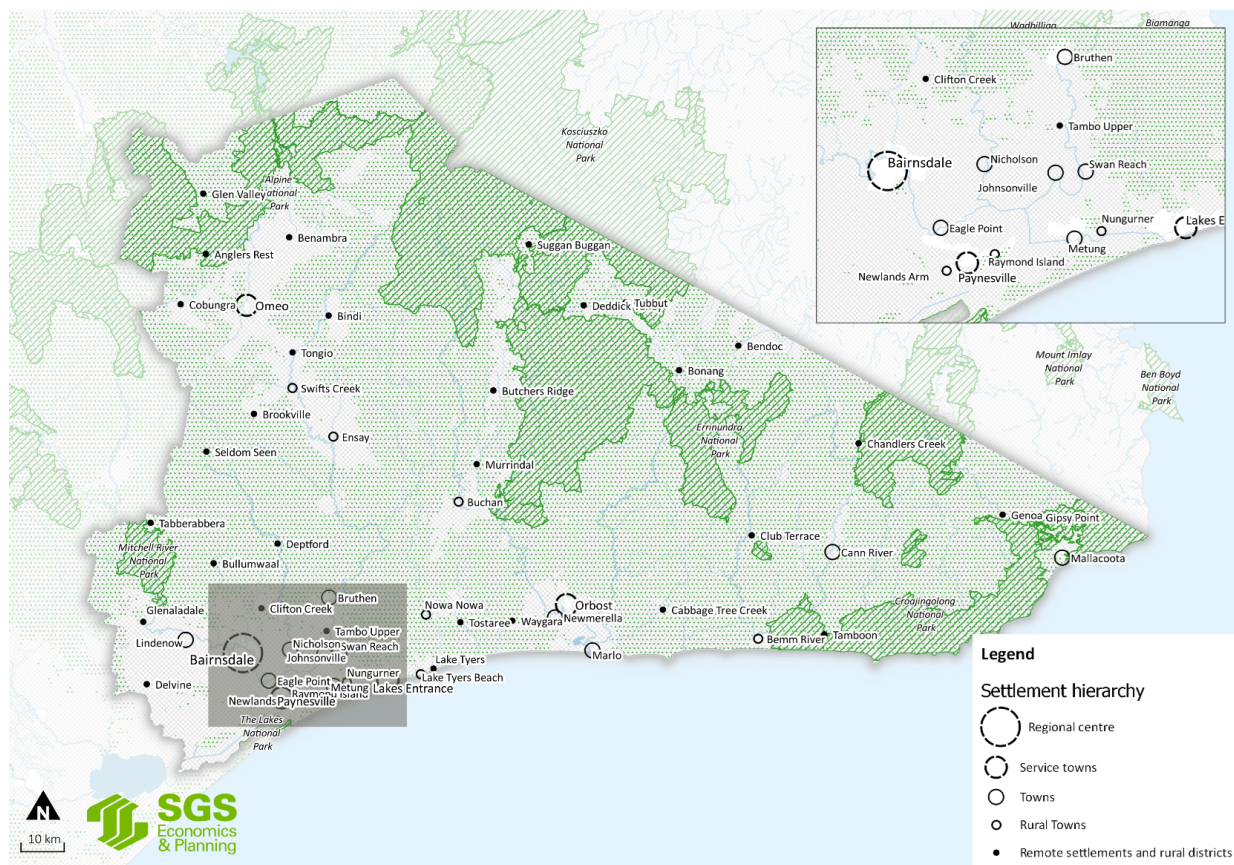 Wadhilliga
Biamanga
Bruthen
Clifton Creek
Tambo Upper
Bairnsdale
Nicholson
Swan Reach
Johnsonville
Nungurner
Lakes E
Eagle Point
Metung
Raymond Island
Newlands Arm
Paynesville
Kosciuszko
National
Park
Alpine
National
Park
Glen Valley
Benambra
Suggan Buggan
Anglers Rest
Cobungra
Omeo
Deddick
Tubbut
Bindi
Bendoc
Tongio
Bonang
Mount Imlay
National
Park
Ben Boyd
National
Park
Swifts Creek
Butchers Ridge
Brookville
Ensay
Errinundra
National
Park
Chandlers Creek
Seldom Seen
Murrindal
Buchan
Tabberabbera
Genoa
Gipsy Point
Mitchell River
National
Park
Deptford
Club Terrace
Cann River
Mallacoota
Bullumwaal
Glenaladale
Clifton Creek
Bruthen
Nowa Nowa
Orbost
Cabbage Tree Creek
Croajingolong
National
Park
Tostaree
Waygara
Newmerella
Lindenow
Tambo Upper
Nicholson
Swan Reach
Johnsonville
Bemm River
Tamboon
Bairnsdale
Marlo
Lake Tyers
Lake Tyers Beach
Delvine
Eagle Point
Nungurner
Metung
Lakes Entrance
Raymond Island
Newlands
Paynesville
The Lakes
National
Park
Legend
Settlement hierarchy
Regional centre
Service towns
Towns
Rural Towns
Remote settlements and rural districts
N
10 km
SGS
Economics
& Planning